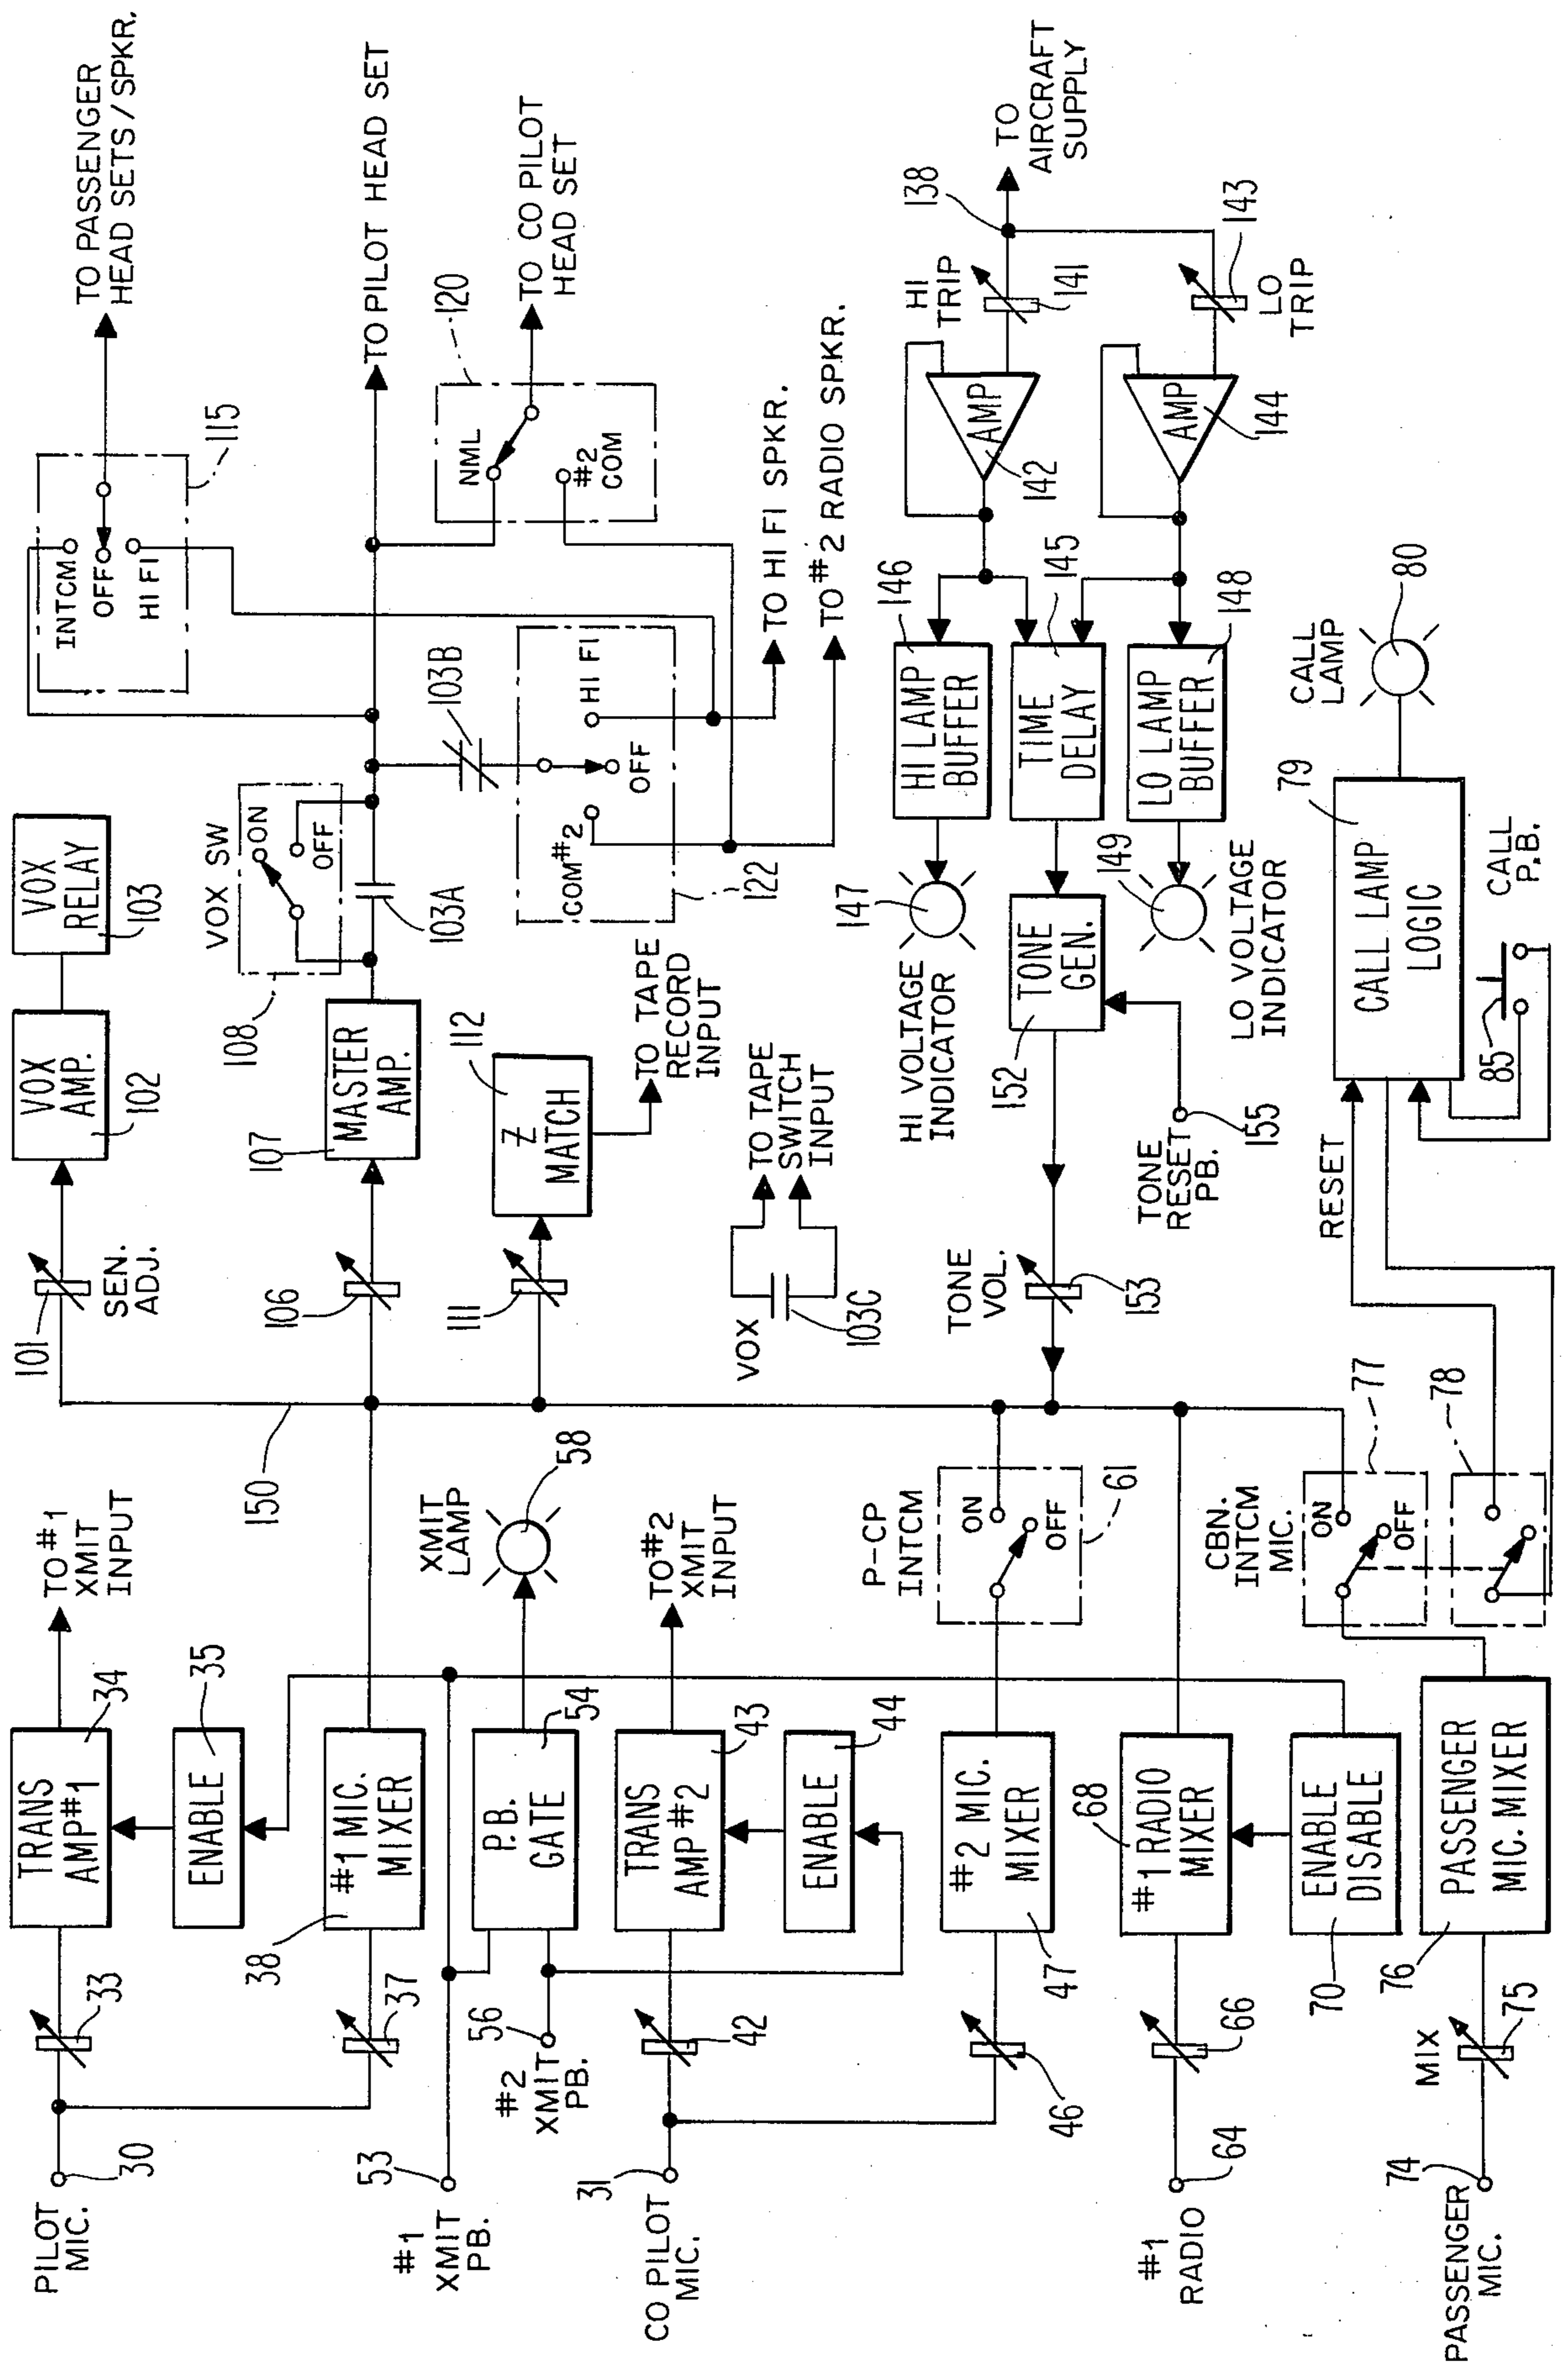 PILOT
MIC.
30
33
TRANS
AMP#1
34
TO #1
XMIT
INPUT
ENABLE
35
37
#1 MIC.
MIXER
38
150
101
SEN.
ADJ.
VOX
AMP.
102
VOX
RELAY
103
106
MASTER
AMP.
107
VOX SW
ON
OFF
108
103A
103B
INTCM
OFF
HI FI
115
TO PASSENGER
HEAD SETS/SPKR.
TO PILOT HEAD SET
NML
#2
COM
120
TO CO PILOT
HEAD SET
COM#2
OFF
HI FI
122
TO HI FI SPKR.
TO #2 RADIO SPKR.
111
Z
MATCH
112
TO TAPE
RECORD
INPUT
VOX
103C
TO TAPE
SWITCH
INPUT
#1
XMIT
PB.
53
#2
XMIT
PB.
56
P.B.
GATE
54
XMIT
LAMP
58
CO PILOT
MIC.
31
42
TRANS
AMP #2
43
TO #2
XMIT
INPUT
ENABLE
44
46
#2 MIC.
MIXER
47
P-CP
INTCM
ON
OFF
61
#1
RADIO
64
66
#1 RADIO
MIXER
68
ENABLE
DISABLE
70
TONE
VOL.
153
TONE
GEN.
152
TONE
RESET
PB.
155
HI VOLTAGE
INDICATOR
147
HI LAMP
BUFFER
146
TIME
DELAY
145
LO LAMP
BUFFER
148
149
LO VOLTAGE
INDICATOR
AMP
142
HI
TRIP
141
AMP
144
LO
TRIP
143
138
TO
AIRCRAFT
SUPPLY
PASSENGER
MIC.
74
MIX
75
PASSENGER
MIC. MIXER
76
CBN.
INTCM
MIC.
ON
OFF
77
78
RESET
CALL LAMP
LOGIC
79
CALL
LAMP
80
85
CALL
P.B.